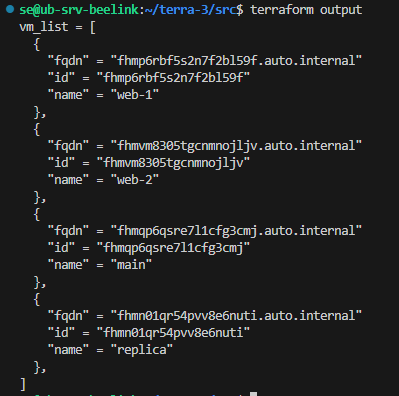 se@ub-srv-beelink:~/terra-3/src$ terraform output
vm_list = [
  {
    "fqdn" = "fhmp6rbf5s2n7f2bl59f.auto.internal"
    "id" = "fhmp6rbf5s2n7f2bl59f"
    "name" = "web-1"
  },
  {
    "fqdn" = "fhmvm8305tgcnmnojljv.auto.internal"
    "id" = "fhmvm8305tgcnmnojljv"
    "name" = "web-2"
  },
  {
    "fqdn" = "fhmqp6qsre7l1cfg3cmj.auto.internal"
    "id" = "fhmqp6qsre7l1cfg3cmj"
    "name" = "main"
  },
  {
    "fqdn" = "fhmn01qr54pvv8e6nuti.auto.internal"
    "id" = "fhmn01qr54pvv8e6nuti"
    "name" = "replica"
  },
]